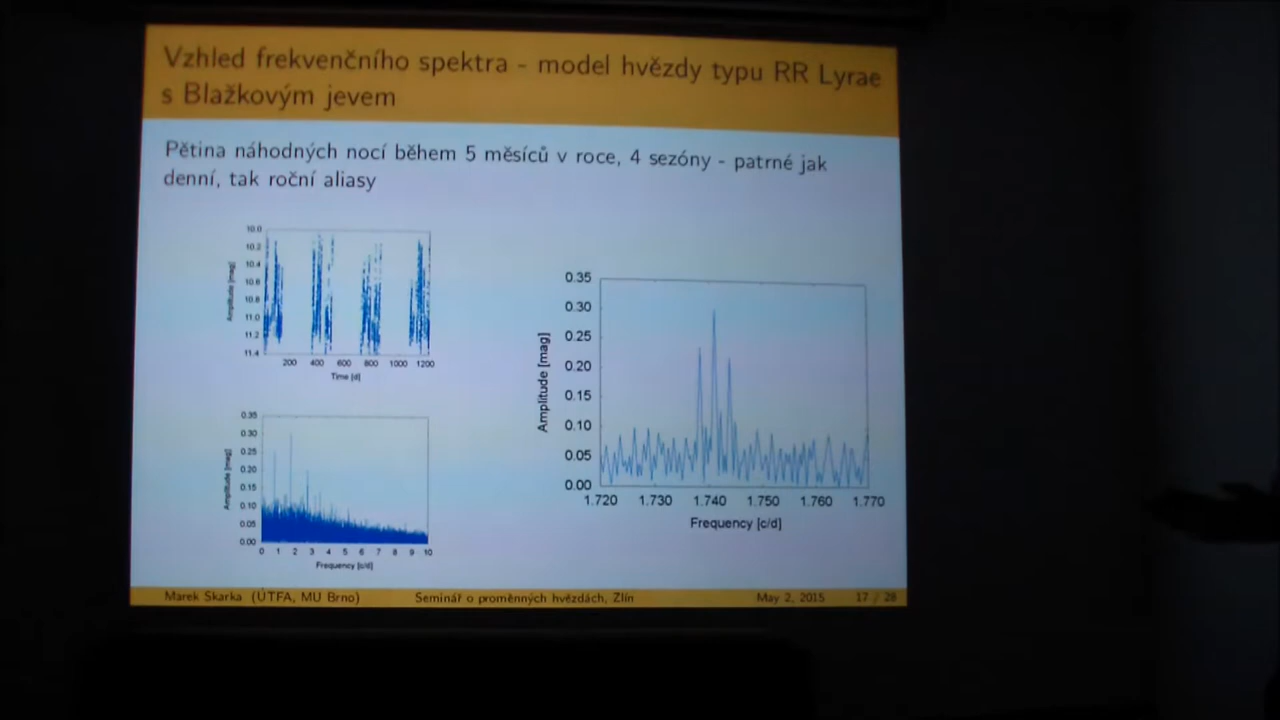 Vzhled frekvenčního spektra - model hvězdy typu RR Lyrae
s Blažkovým jevem
Pětina náhodných nocí během 5 měsíců v roce, 4 sezóny - patrné jak
denní, tak roční aliasy
10.0
10.2
10.4
10.6
10.8
11.0
11.2
11.4
Amplitude [mag]
200 400 600 800 1000 1200
Time [d]
0.35
0.30
0.25
0.20
0.15
0.10
0.05
0.00
Amplitude [mag]
0 1 2 3 4 5 6 7 8 9 10
Frequency [c/d]
0.35
0.30
0.25
0.20
0.15
0.10
0.05
0.00
Amplitude [mag]
1.720 1.730 1.740 1.750 1.760 1.770
Frequency [c/d]
Marek Skarka (ÚTFA, MU Brno) Seminář o proměnných hvězdách, Zlín May 2, 2015 17 / 28